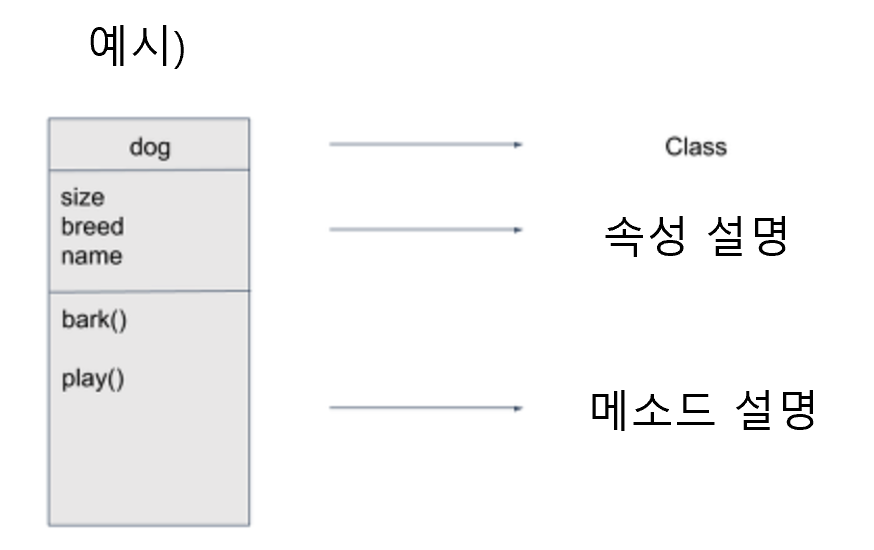 예시)
dog
Class
size
breed
name
속성 설명
bark()
play()
메소드 설명